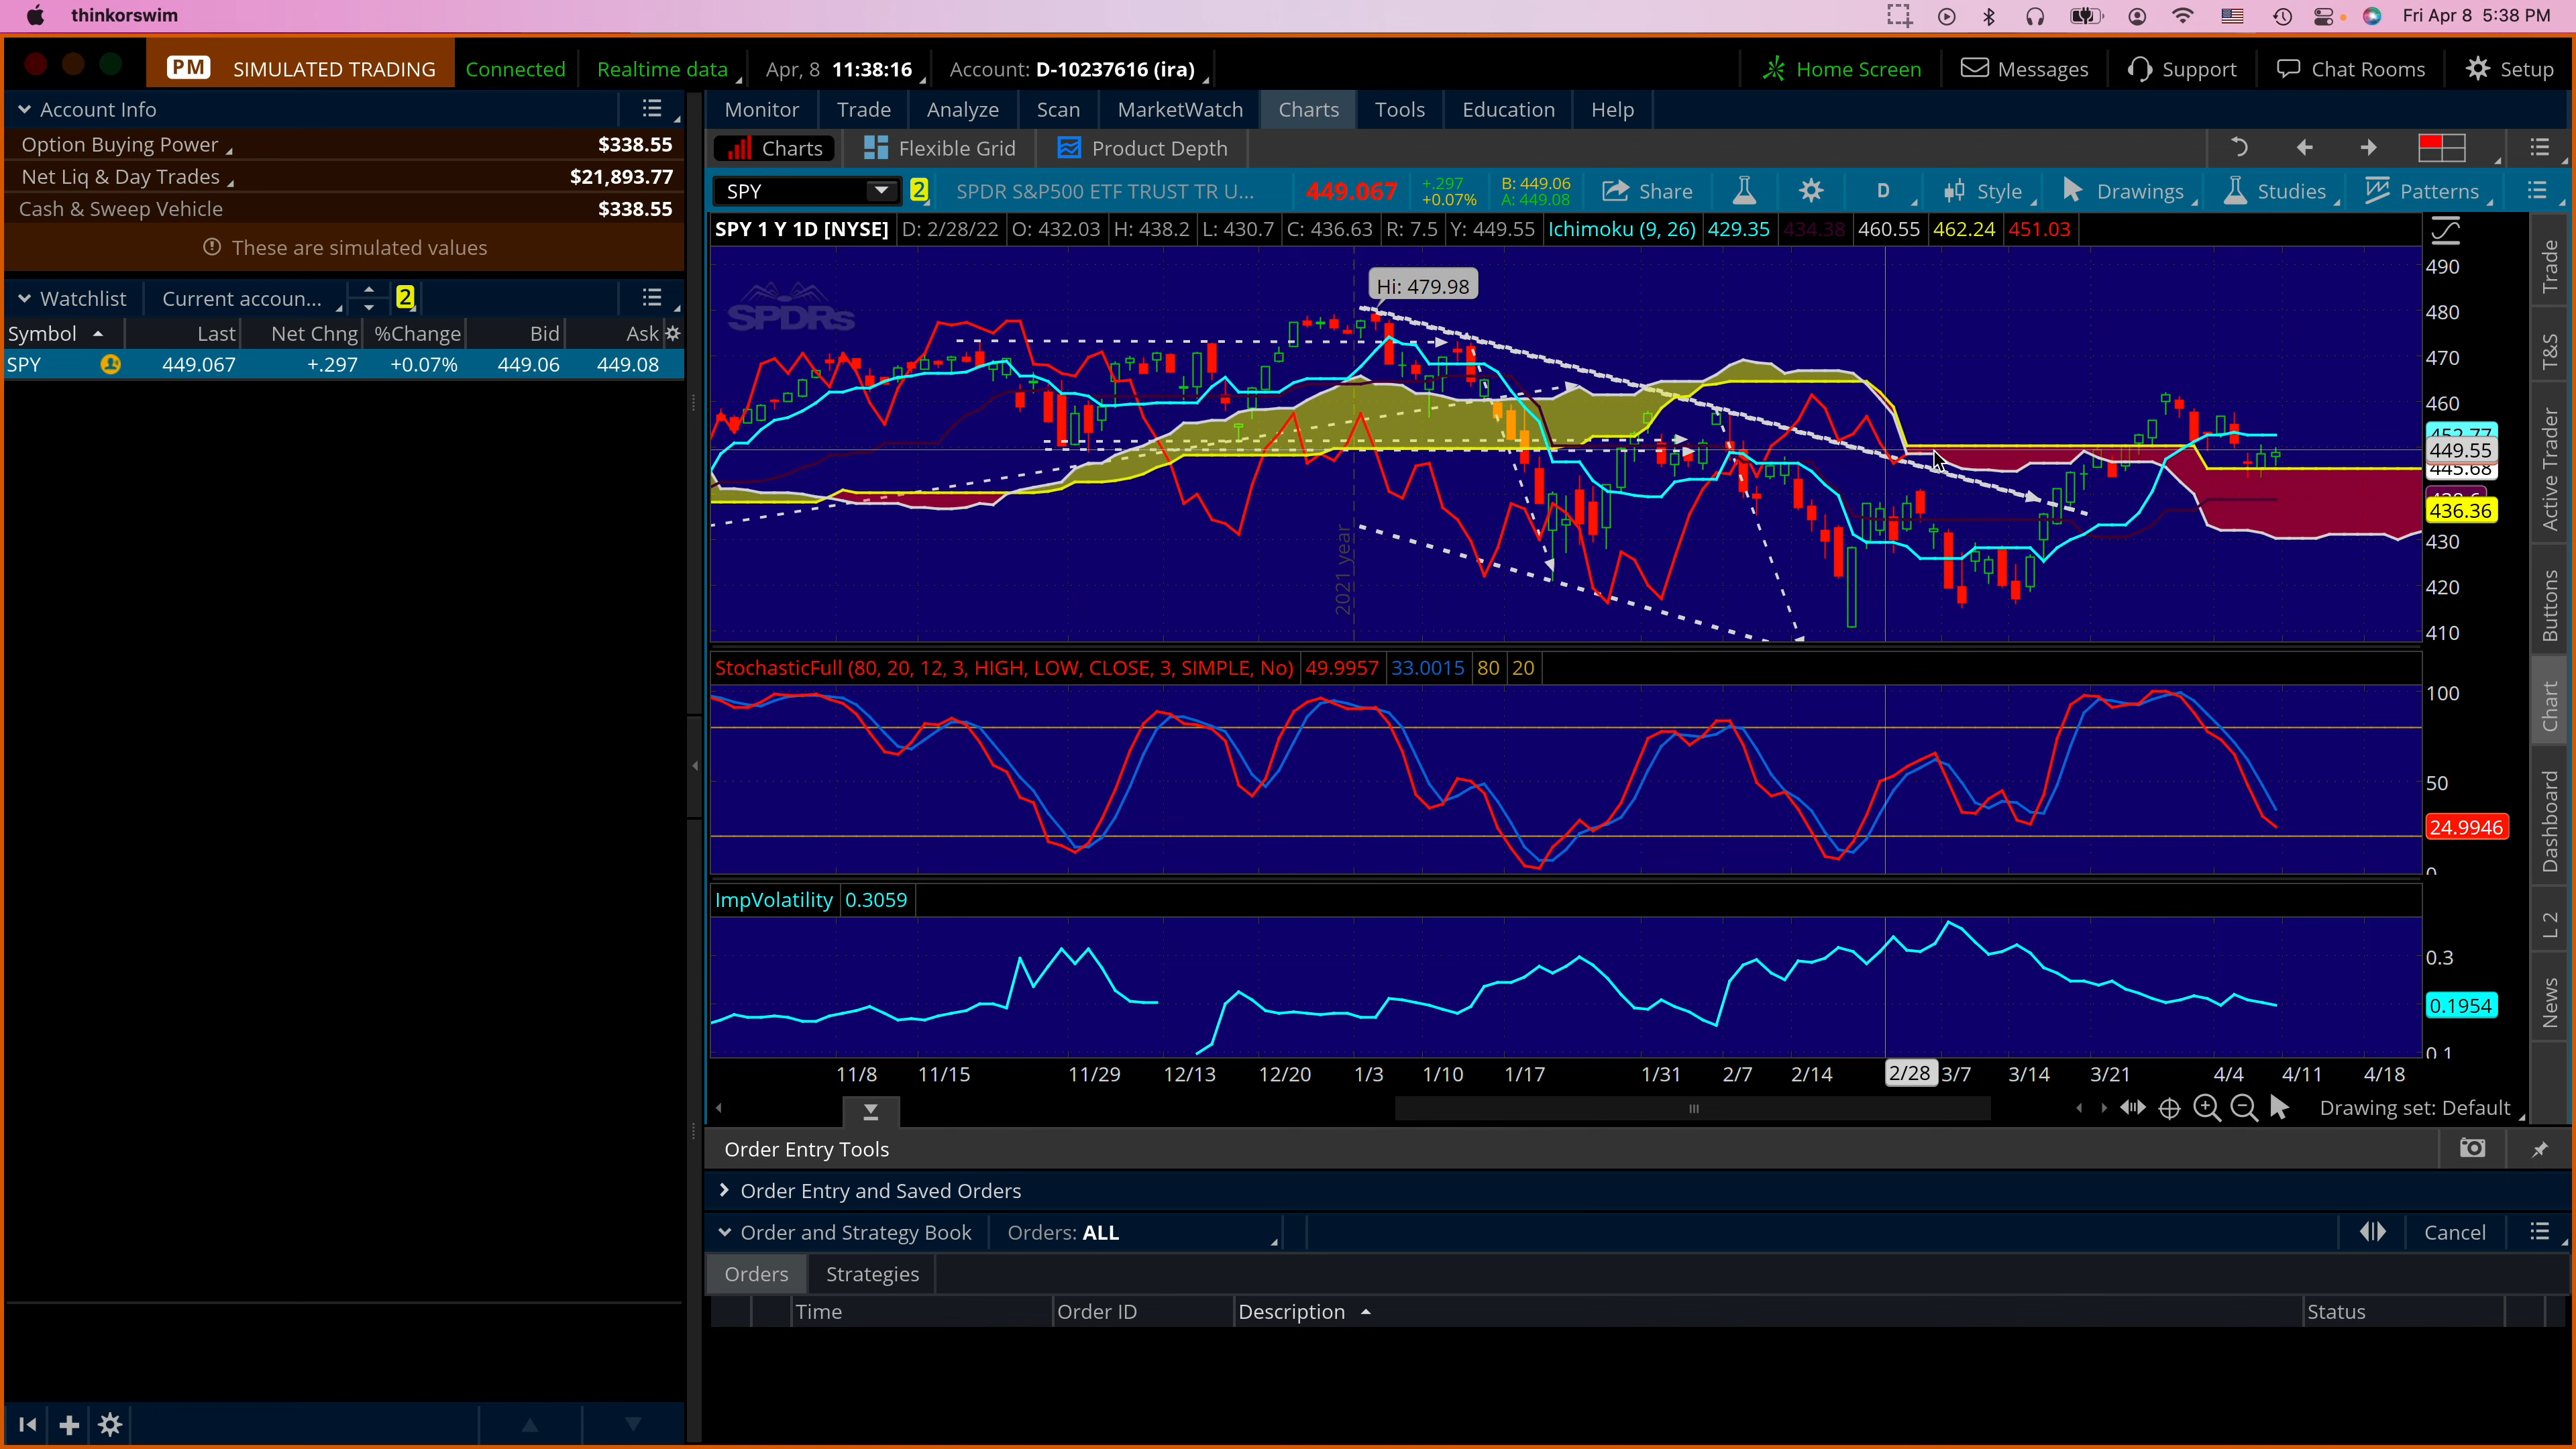 thinkorswim Fri Apr 8 5:38 PM
PM SIMULATED TRADING Connected Realtime data Apr, 8 11:38:16 Account: D-10237616 (ira) Home Screen Messages Support Chat Rooms Setup
Account Info
Option Buying Power $338.55
Net Liq & Day Trades $21,893.77
Cash & Sweep Vehicle $338.55
These are simulated values
Watchlist Current accoun... 2
Symbol Last Net Chng %Change Bid Ask
SPY 449.067 +.297 +0.07% 449.06 449.08
Monitor Trade Analyze Scan MarketWatch Charts Tools Education Help
Charts Flexible Grid Product Depth
SPY 2 SPDR S&P500 ETF TRUST TR U... 449.067 +.297 +0.07% B: 449.06 A: 449.08 Share D Style Drawings Studies Patterns
SPY 1 Y 1D [NYSE] D: 2/28/22 O: 432.03 H: 438.2 L: 430.7 C: 436.63 R: 7.5 Y: 449.55 Ichimoku (9, 26) 429.35 434.38 460.55 462.24 451.03
SPDRs
Hi: 479.98
2021 year
490
480
470
460
452.77
449.55
445.68
436.36
430
420
410
StochasticFull (80, 20, 12, 3, HIGH, LOW, CLOSE, 3, SIMPLE, No) 49.9957 33.0015 80 20
100
50
24.9946
0
ImpVolatility 0.3059
0.3
0.1954
0.1
11/8 11/15 11/29 12/13 12/20 1/3 1/10 1/17 1/31 2/7 2/14 2/28 3/7 3/14 3/21 4/4 4/11 4/18
Drawing set: Default
Trade
T&S
Active Trader
Buttons
Chart
Dashboard
L 2
News
Order Entry Tools
Order Entry and Saved Orders
Order and Strategy Book Orders: ALL Cancel
Orders Strategies
Time Order ID Description Status